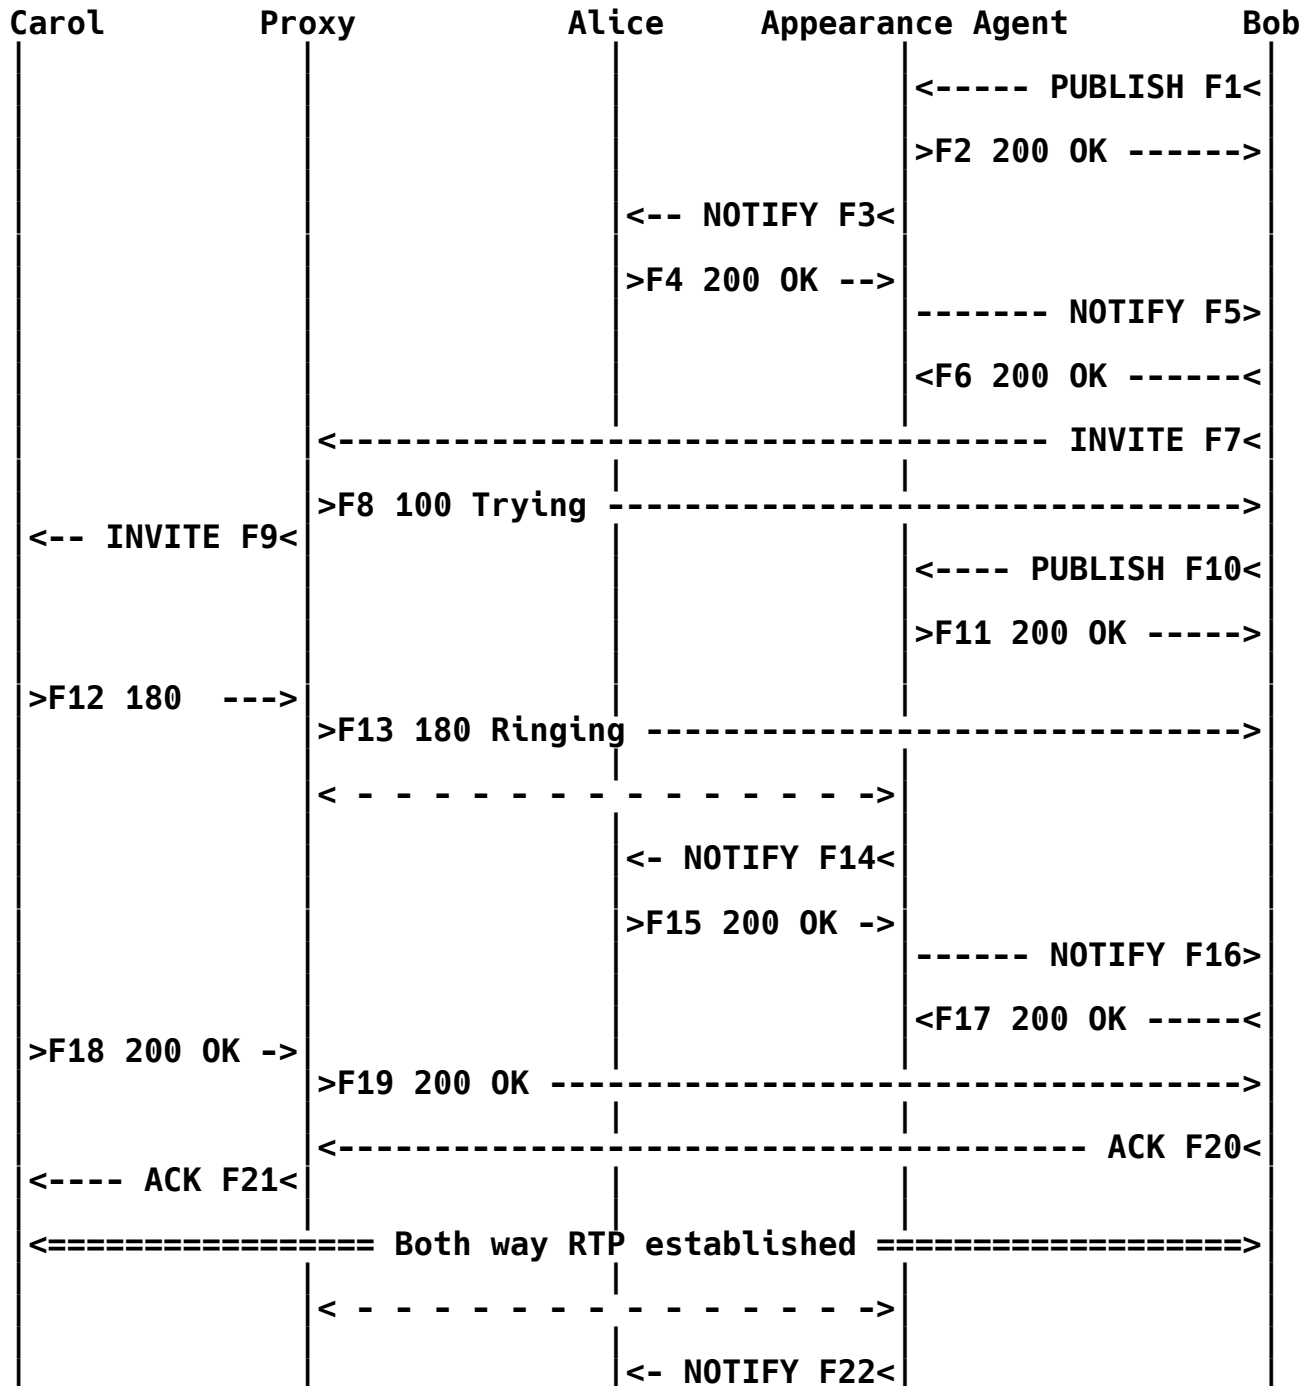 Carol Proxy Alice Appearance Agent Bob
<----- PUBLISH F1<
>F2 200 OK ------>
<-- NOTIFY F3<
>F4 200 OK -->
------- NOTIFY F5>
<F6 200 OK ------<
<------------------------------------- INVITE F7<
>F8 100 Trying ---------------------------------->
<-- INVITE F9<
<---- PUBLISH F10<
>F11 200 OK ----->
>F12 180 --->
>F13 180 Ringing ------------------------------->
< - - - - - - - - - - - - - ->
<- NOTIFY F14<
>F15 200 OK ->
------ NOTIFY F16>
<F17 200 OK -----<
>F18 200 OK ->
>F19 200 OK ------------------------------------>
<--------------------------------------- ACK F20<
<---- ACK F21<
<================= Both way RTP established ===================>
< - - - - - - - - - - - - - ->
<- NOTIFY F22<